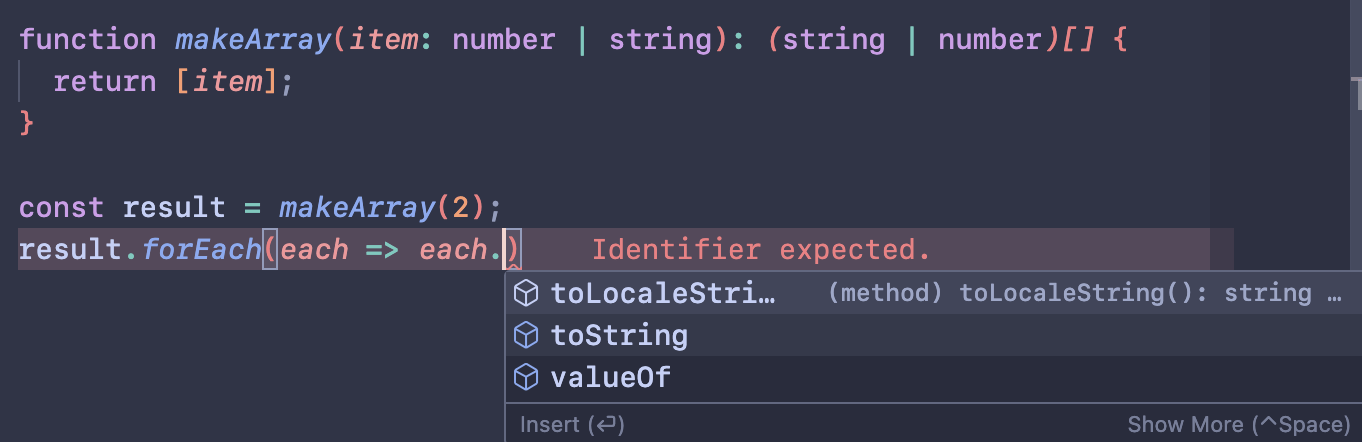 function makeArray(item: number | string): (string | number)[] {
  return [item];
}
const result = makeArray(2);
result.forEach(each => each.) Identifier expected.
toLocaleStri… (method) toLocaleString(): string …
toString
valueOf
Insert (⏎) Show More (^Space)